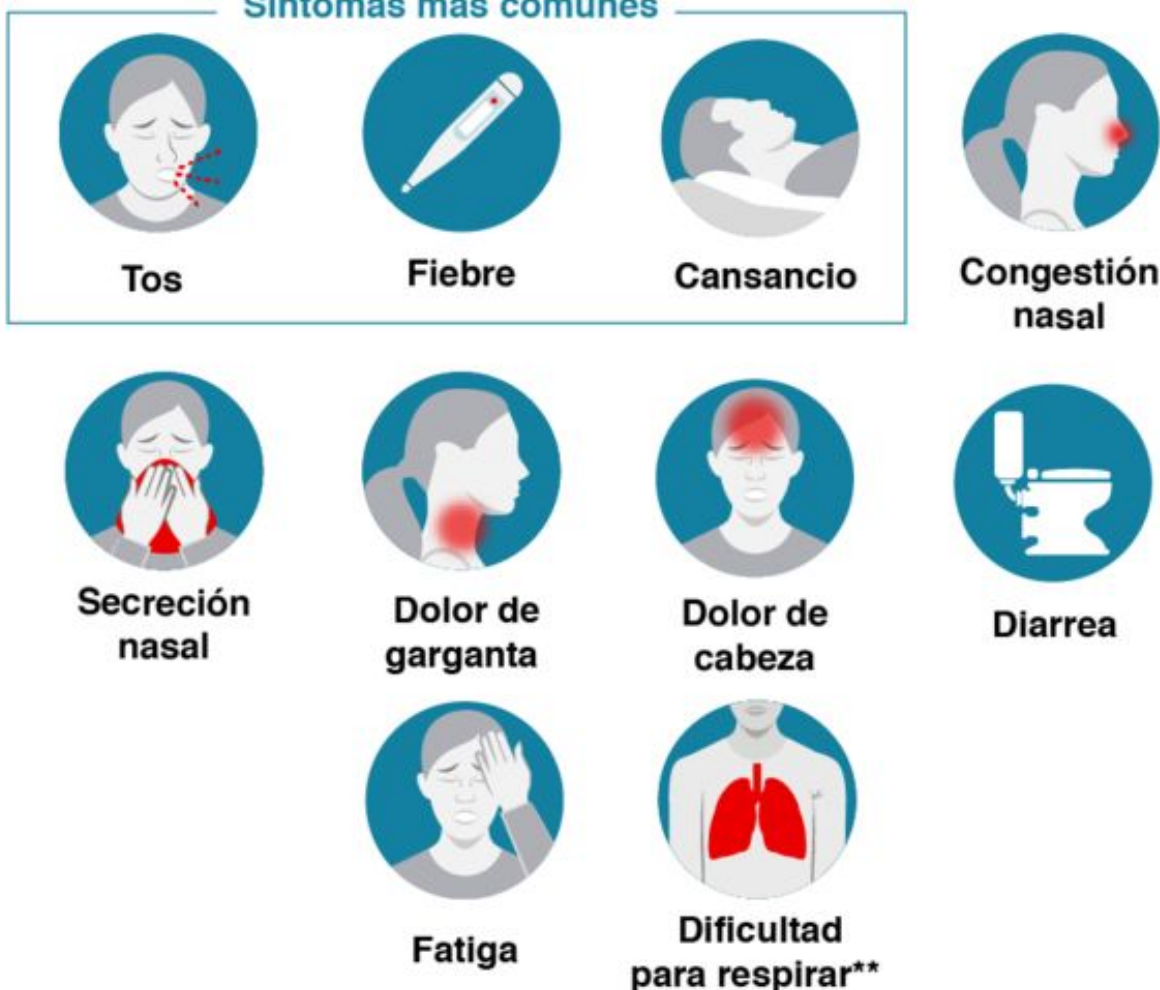 Síntomas más comunes
Tos
Fiebre
Cansancio
Congestión
nasal
Secreción
nasal
Dolor de
garganta
Dolor de
cabeza
Diarrea
Fatiga
Dificultad
para respirar**